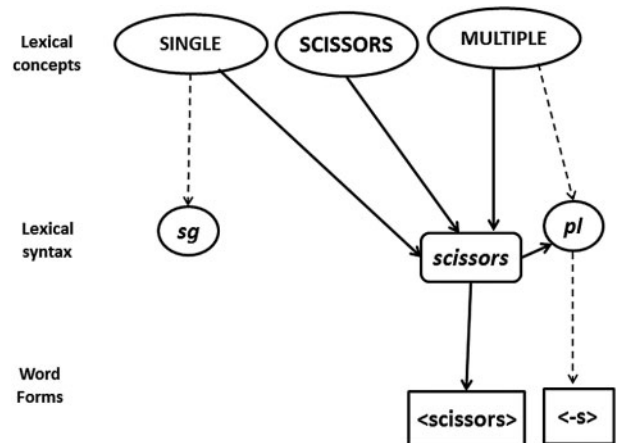 Lexical
concepts
SINGLE
SCISSORS
MULTIPLE
Lexical
syntax
sg
scissors
pl
Word
Forms
<scissors>
<-s>